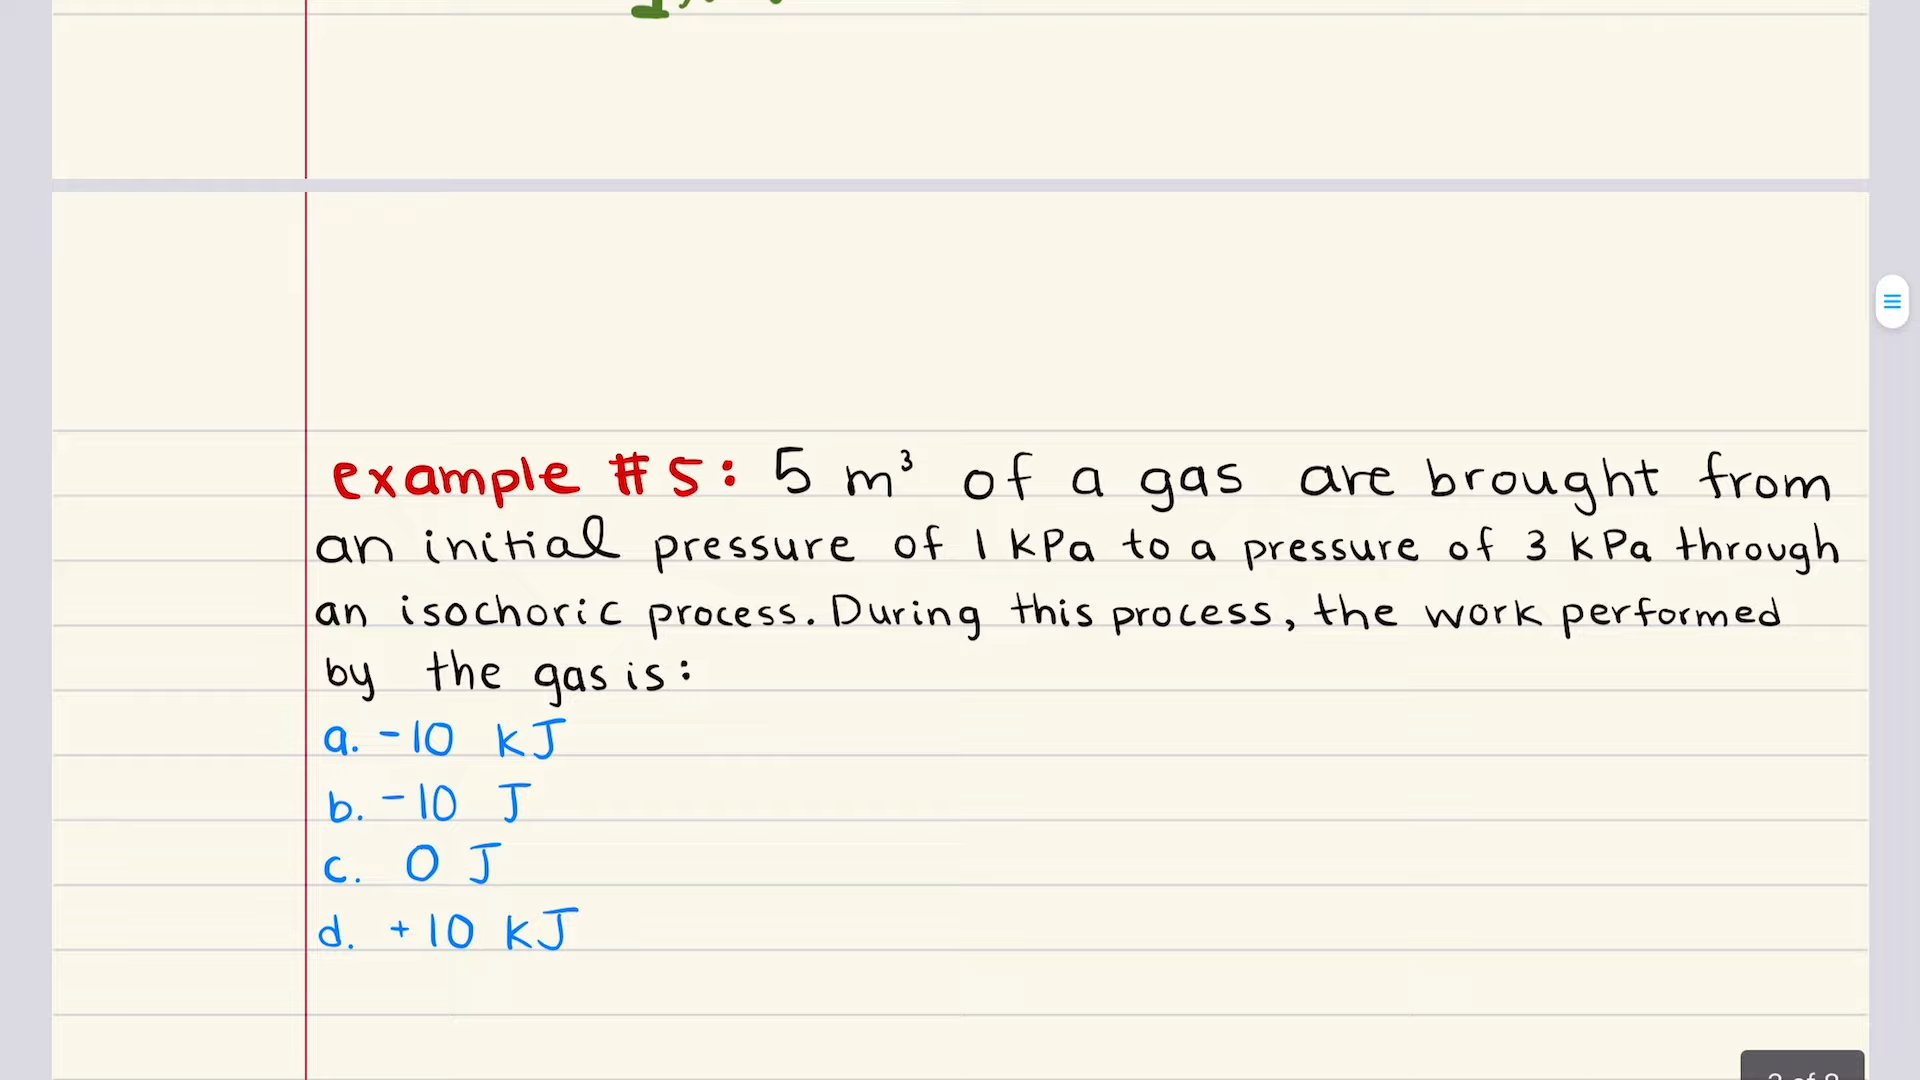 example #5: 5 m³ of a gas are brought from
an initial pressure of 1 kPa to a pressure of 3 kPa through
an isochoric process. During this process, the work performed
by the gas is:
a. -10 kJ
b. -10 J
c. 0 J
d. +10 kJ